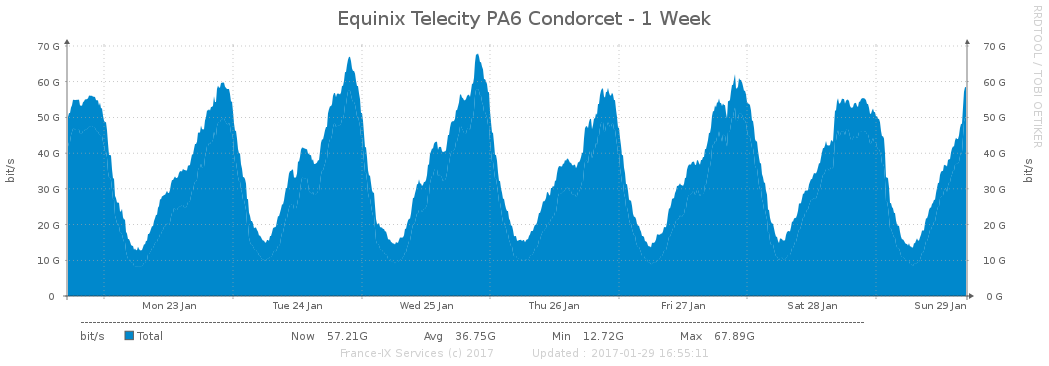 Equinix Telecity PA6 Condorcet - 1 Week
RRDTOOL / TOBI OETIKER
70 G 70 G
60 G 60 G
50 G 50 G
40 G 40 G
30 G 30 G
20 G 20 G
10 G 10 G
0 0 G
bit/s
bit/s
Mon 23 Jan Tue 24 Jan Wed 25 Jan Thu 26 Jan Fri 27 Jan Sat 28 Jan Sun 29 Jan
bit/s Total Now 57.21G Avg 36.75G Min 12.72G Max 67.89G
France-IX Services (c) 2017 Updated : 2017-01-29 16:55:11